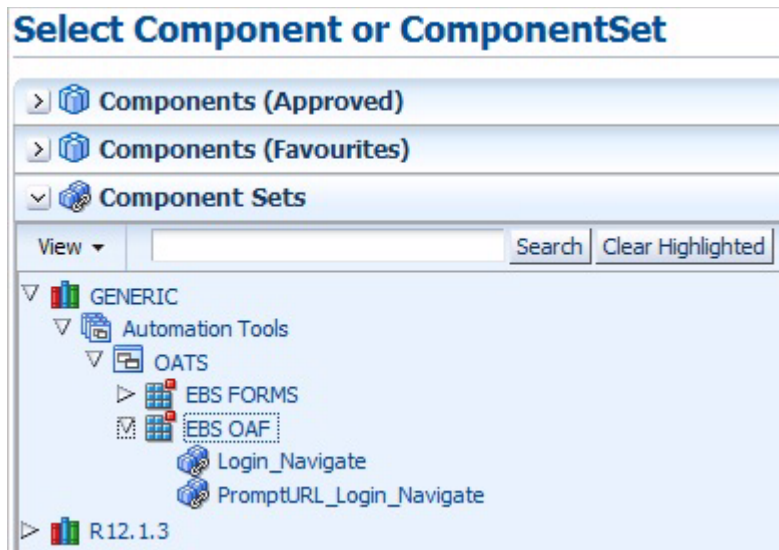 Select Component or ComponentSet
Components (Approved)
Components (Favourites)
Component Sets
View Search Clear Highlighted
GENERIC
Automation Tools
OATS
EBS FORMS
EBS OAF
Login_Navigate
PromptURL_Login_Navigate
R12.1.3